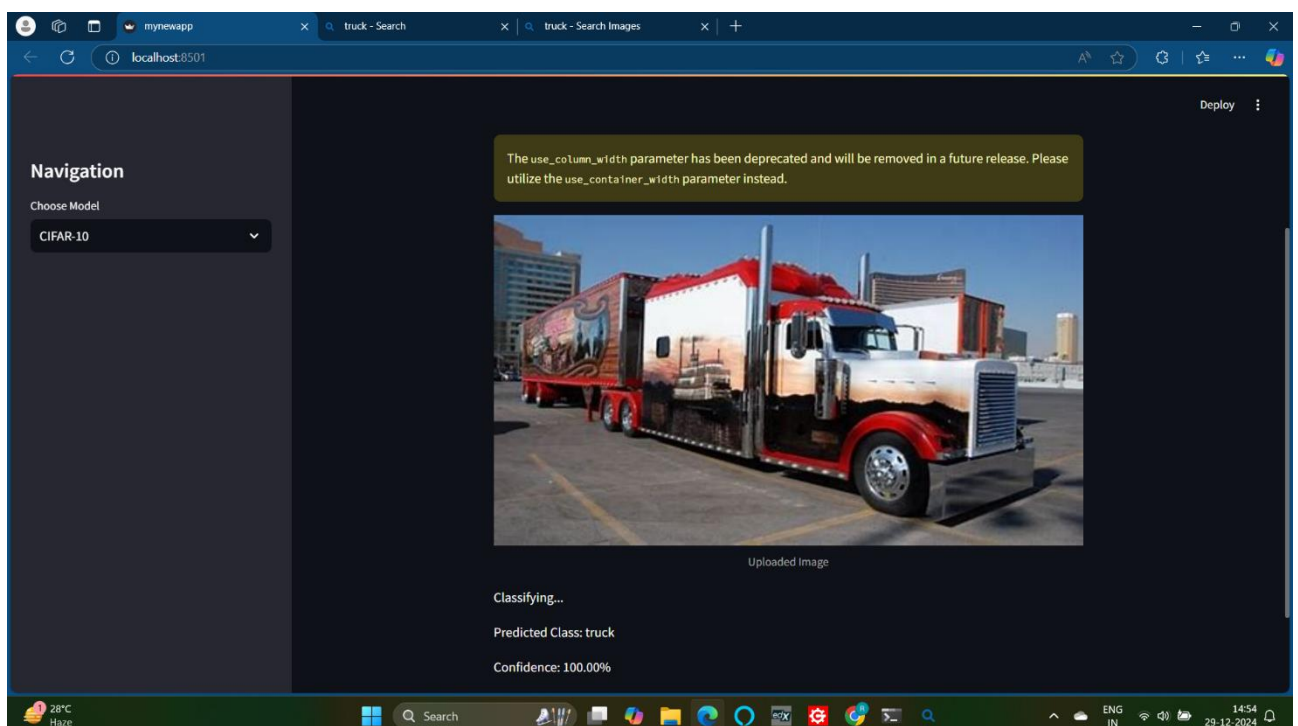 mynewapp
truck - Search
truck - Search Images
localhost:8501
Deploy
Navigation
Choose Model
CIFAR-10
The use_column_width parameter has been deprecated and will be removed in a future release. Please
utilize the use_container_width parameter instead.
Uploaded Image
Classifying...
Predicted Class: truck
Confidence: 100.00%
1
28°C
Haze
Search
edX
ENG
IN
14:54
29-12-2024